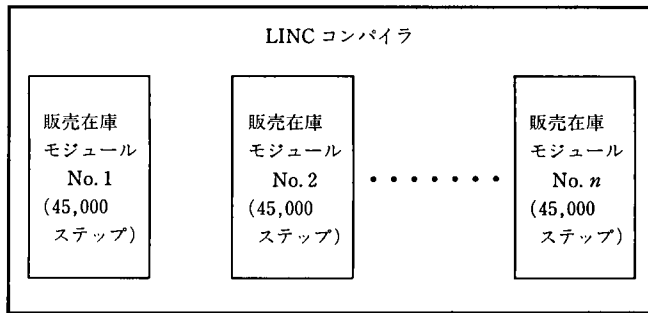 LINC コンパイラ
販売在庫
モジュール
No. 1
(45,000
ステップ)
販売在庫
モジュール
No. 2
(45,000
ステップ)
・・・・・・・
販売在庫
モジュール
No. n
(45,000
ステップ)